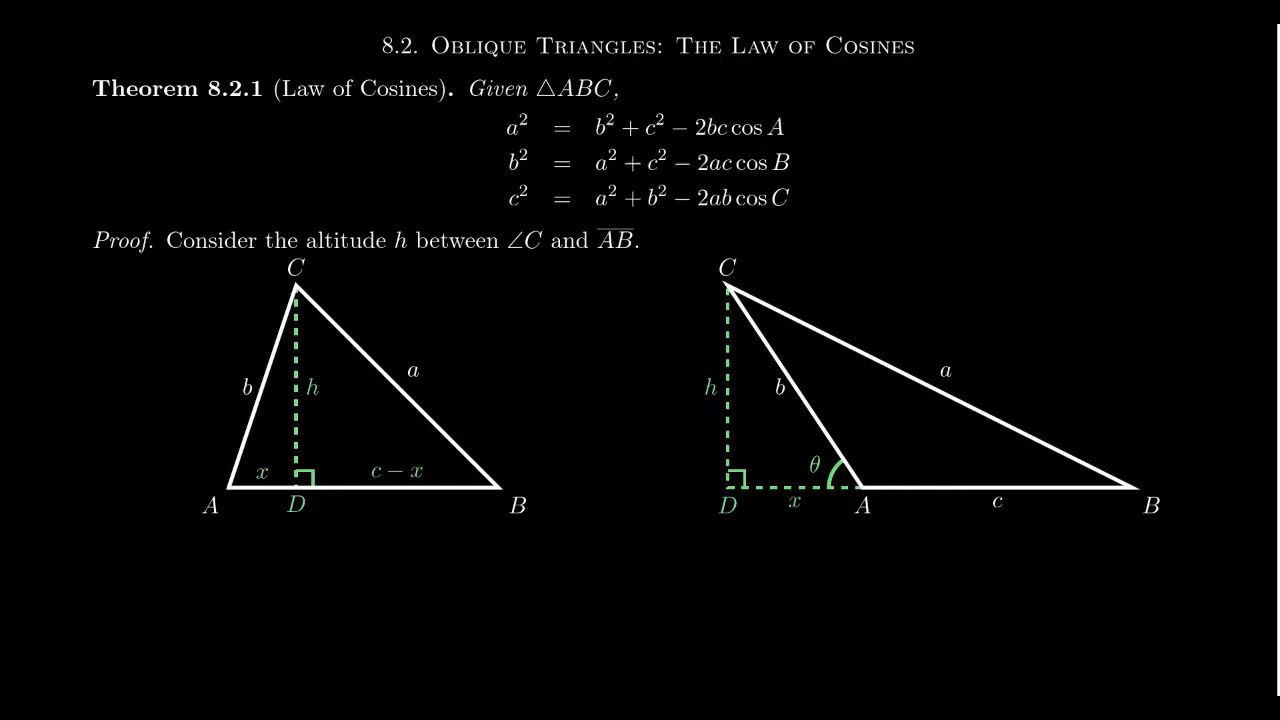 8.2. Oblique Triangles: The Law of Cosines
Theorem 8.2.1 (Law of Cosines). Given △ABC,
a² = b² + c² − 2bc cos A
b² = a² + c² − 2ac cos B
c² = a² + b² − 2ab cos C
Proof. Consider the altitude h between ∠C and A̅B̅.
C
b
h
a
x
c − x
A
D
B
C
h
b
a
θ
D
x
A
c
B